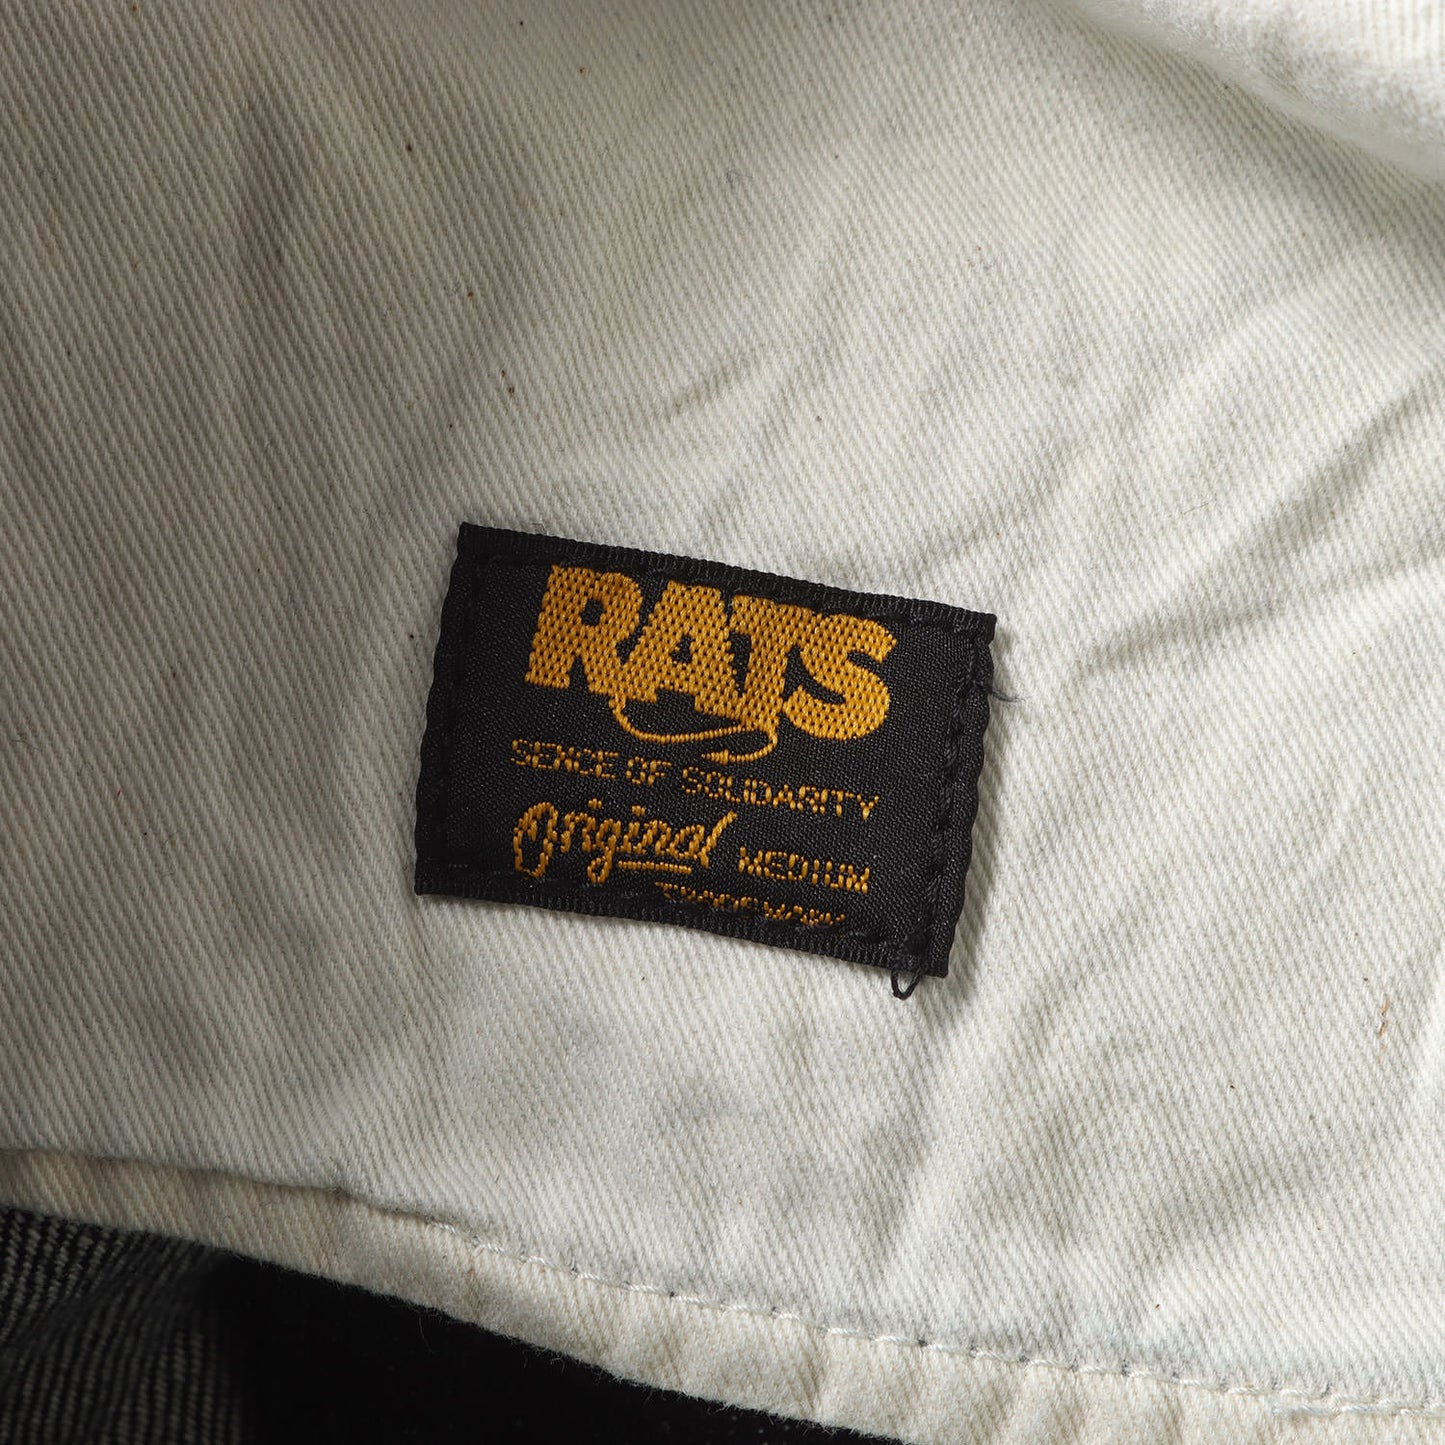 RATS
SENCE OF SOLIDARITY
Original MEDIUM